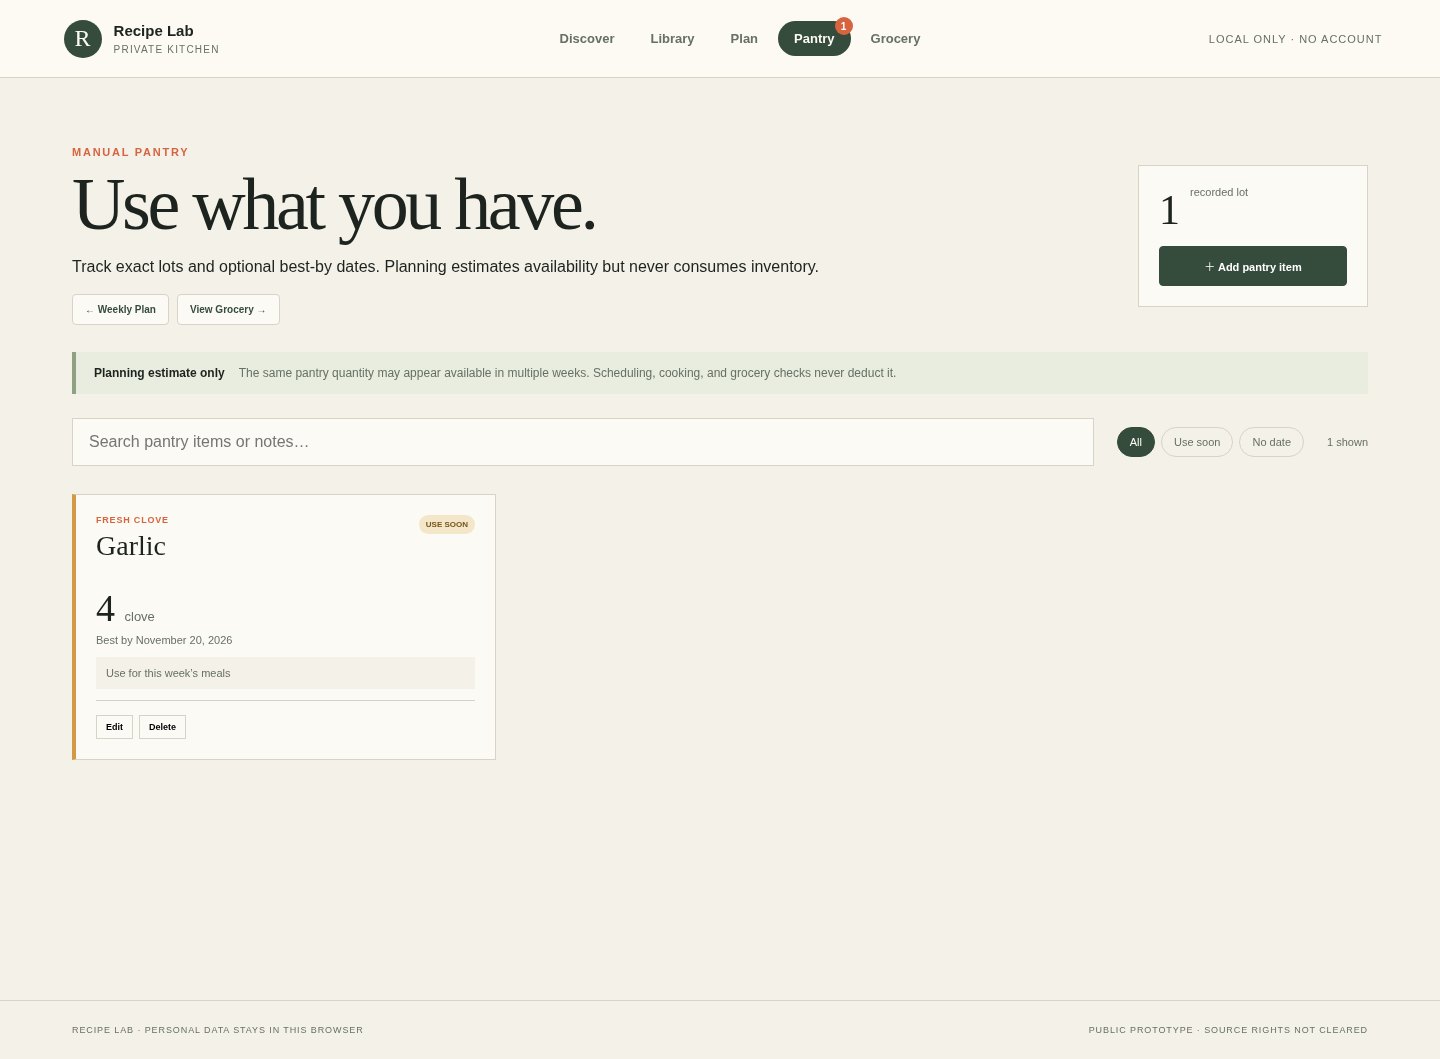 R
Recipe Lab
PRIVATE KITCHEN
Discover
Library
Plan
Pantry
1
Grocery
LOCAL ONLY · NO ACCOUNT
MANUAL PANTRY
Use what you have.
Track exact lots and optional best-by dates. Planning estimates availability but never consumes inventory.
← Weekly Plan
View Grocery →
1 recorded lot
+ Add pantry item
Planning estimate only The same pantry quantity may appear available in multiple weeks. Scheduling, cooking, and grocery checks never deduct it.
Search pantry items or notes…
All
Use soon
No date
1 shown
FRESH CLOVE
USE SOON
Garlic
4 clove
Best by November 20, 2026
Use for this week’s meals
Edit
Delete
RECIPE LAB · PERSONAL DATA STAYS IN THIS BROWSER
PUBLIC PROTOTYPE · SOURCE RIGHTS NOT CLEARED